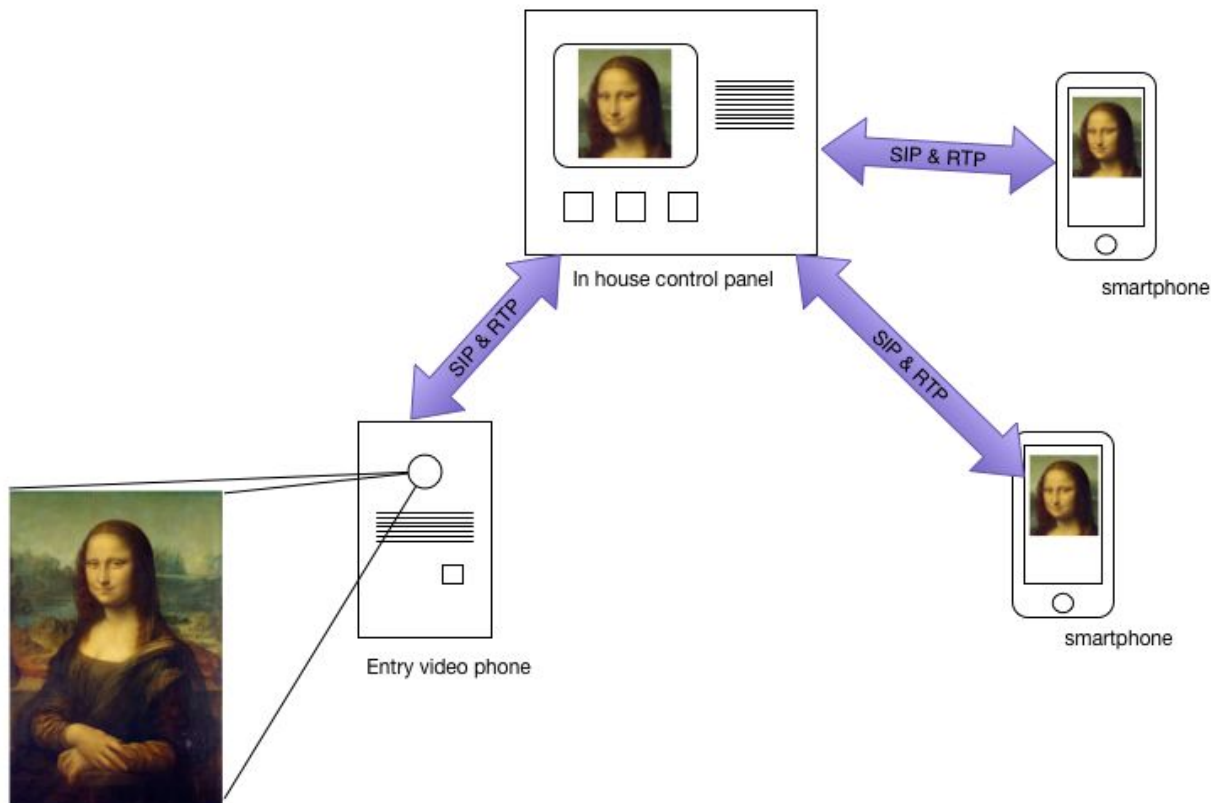 SIP & RTP
In house control panel
smartphone
SIP & RTP
SIP & RTP
smartphone
Entry video phone